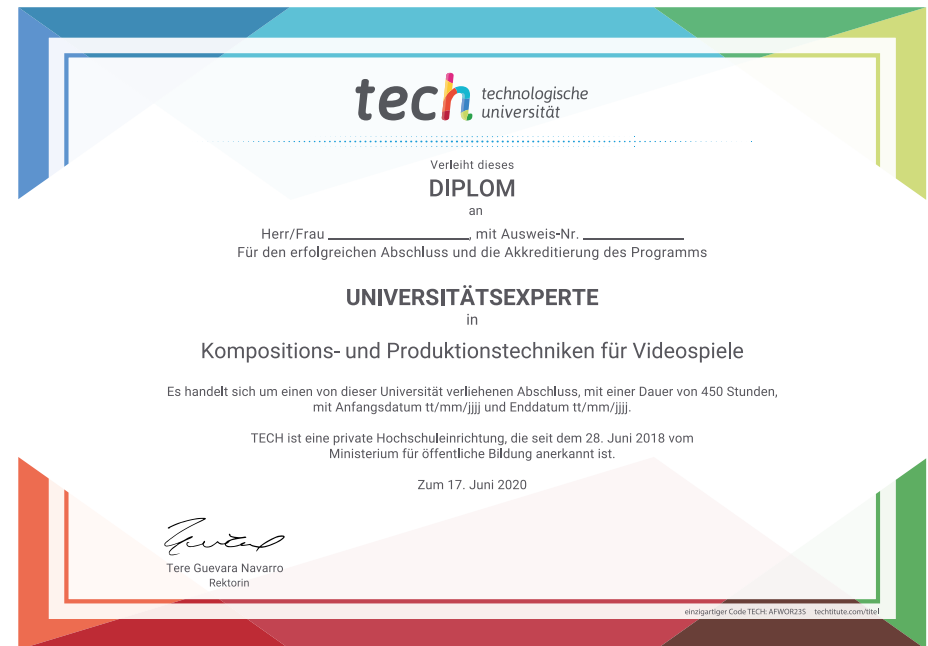 tech technologische
universität
Verleiht dieses
DIPLOM
an
Herr/Frau ____________________, mit Ausweis-Nr. ______________
Für den erfolgreichen Abschluss und die Akkreditierung des Programms
UNIVERSITÄTSEXPERTE
in
Kompositions- und Produktionstechniken für Videospiele
Es handelt sich um einen von dieser Universität verliehenen Abschluss, mit einer Dauer von 450 Stunden,
mit Anfangsdatum tt/mm/jjjj und Enddatum tt/mm/jjjj.
TECH ist eine private Hochschuleinrichtung, die seit dem 28. Juni 2018 vom
Ministerium für öffentliche Bildung anerkannt ist.
Zum 17. Juni 2020
Tere Guevara Navarro
Rektorin
einzigartiger Code TECH: AFWOR23S techtitute.com/titel